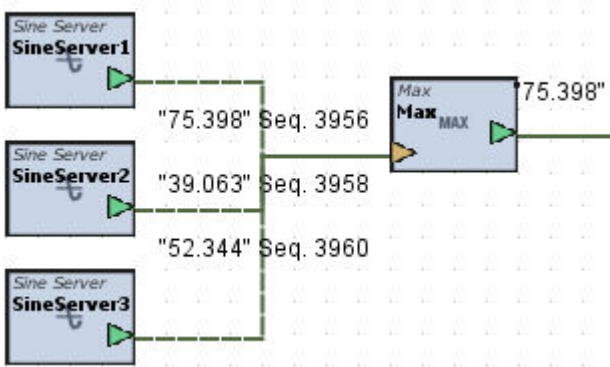 Sine Server
SineServer1
"75.398" Seq. 3956
Sine Server
SineServer2
"39.063" Seq. 3958
"52.344" Seq. 3960
Sine Server
SineServer3
Max
Max MAX
"75.398"